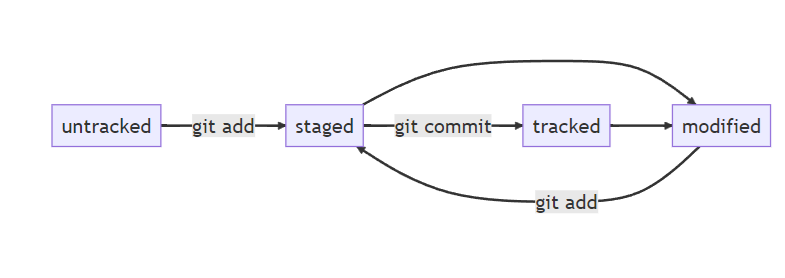 untracked
git add
staged
git commit
tracked
modified
git add